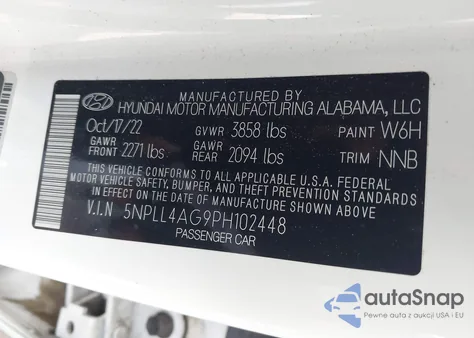 MANUFACTURED BY
HYUNDAI MOTOR MANUFACTURING ALABAMA, LLC
Oct/17/22 GVWR 3858 lbs PAINT W6H
GAWR FRONT 2271 lbs GAWR REAR 2094 lbs TRIM NNB
THIS VEHICLE CONFORMS TO ALL APPLICABLE U.S.A. FEDERAL
MOTOR VEHICLE SAFETY, BUMPER, AND THEFT PREVENTION STANDARDS
IN EFFECT ON THE DATE OF MANUFACTURE SHOWN ABOVE.
V.I.N 5NPLL4AG9PH102448
PASSENGER CAR
autoSnap
Pewne auta z aukcji USA i EU